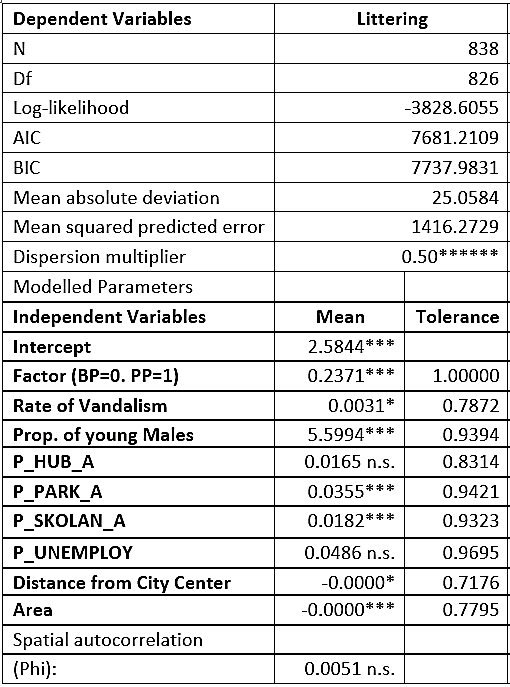 Dependent Variables Littering
N 838
Df 826
Log-likelihood -3828.6055
AIC 7681.2109
BIC 7737.9831
Mean absolute deviation 25.0584
Mean squared predicted error 1416.2729
Dispersion multiplier 0.50******
Modelled Parameters
Independent Variables Mean Tolerance
Intercept 2.5844***
Factor (BP=0. PP=1) 0.2371*** 1.00000
Rate of Vandalism 0.0031* 0.7872
Prop. of young Males 5.5994*** 0.9394
P_HUB_A 0.0165 n.s. 0.8314
P_PARK_A 0.0355*** 0.9421
P_SKOLAN_A 0.0182*** 0.9323
P_UNEMPLOY 0.0486 n.s. 0.9695
Distance from City Center -0.0000* 0.7176
Area -0.0000*** 0.7795
Spatial autocorrelation
(Phi): 0.0051 n.s.